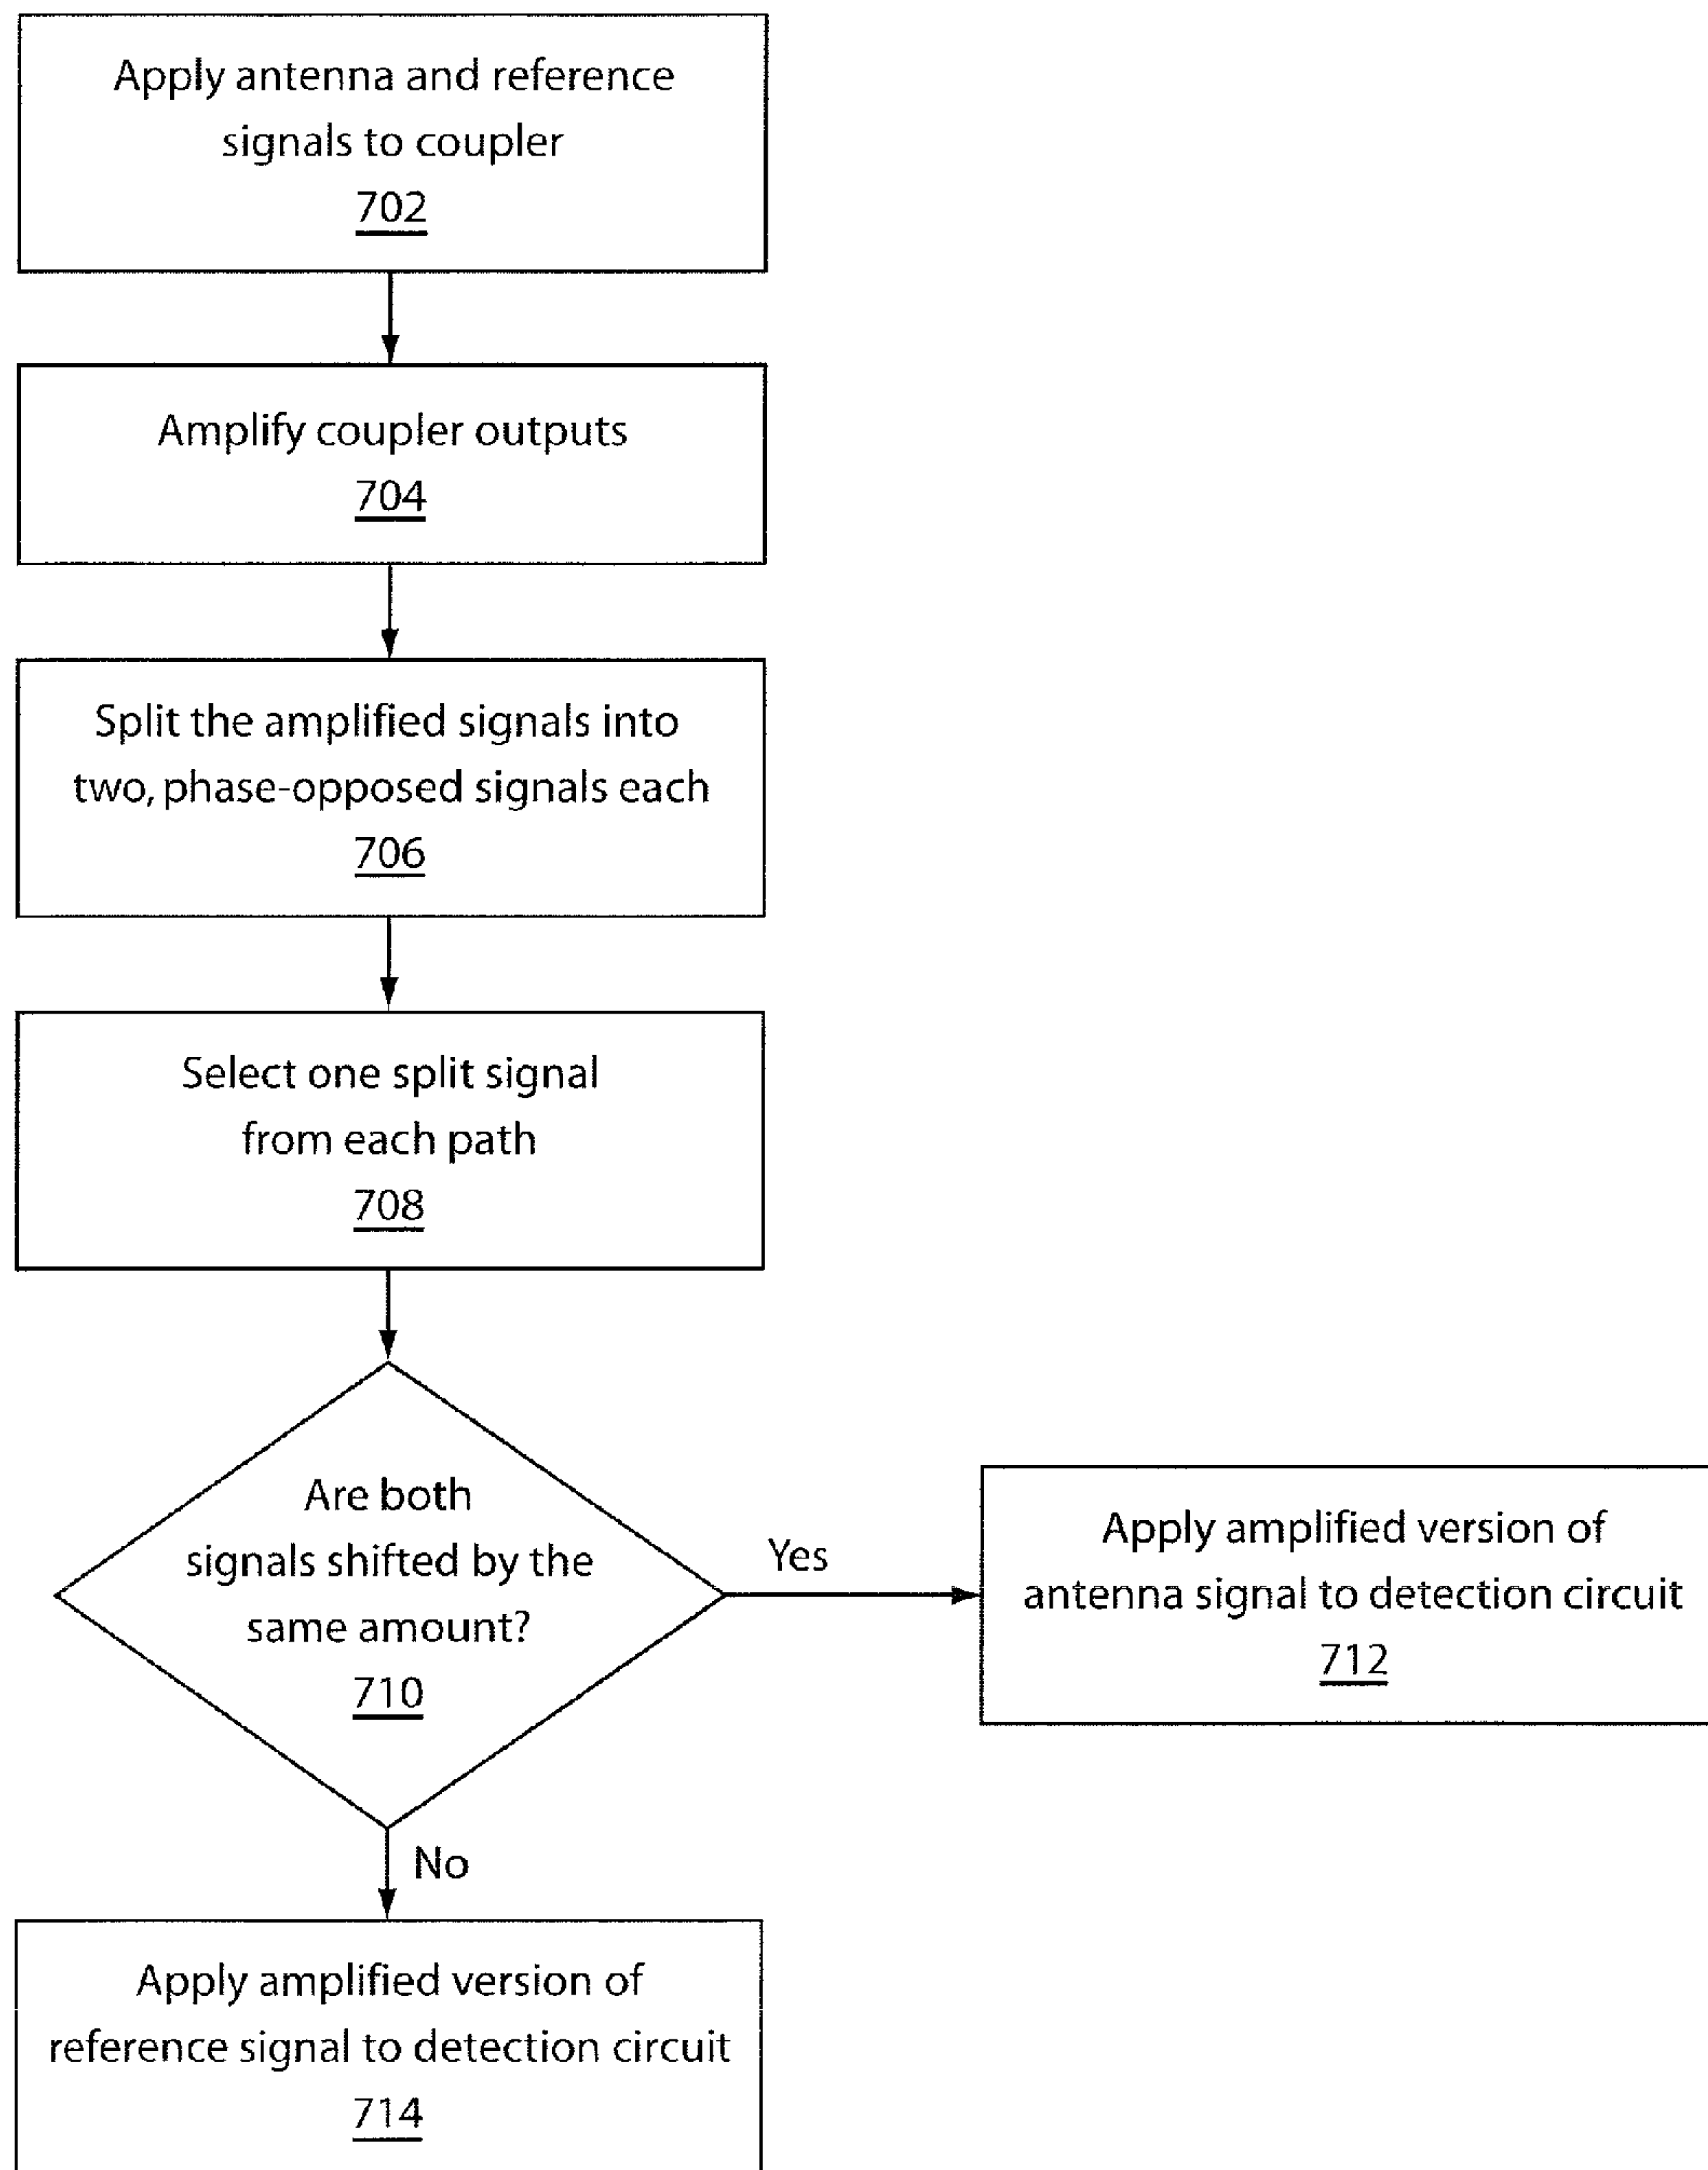 Apply antenna and reference
signals to coupler
702
Amplify coupler outputs
704
Split the amplified signals into
two, phase-opposed signals each
706
Select one split signal
from each path
708
Are both
signals shifted by the
same amount?
710
Yes
Apply amplified version of
antenna signal to detection circuit
712
No
Apply amplified version of
reference signal to detection circuit
714